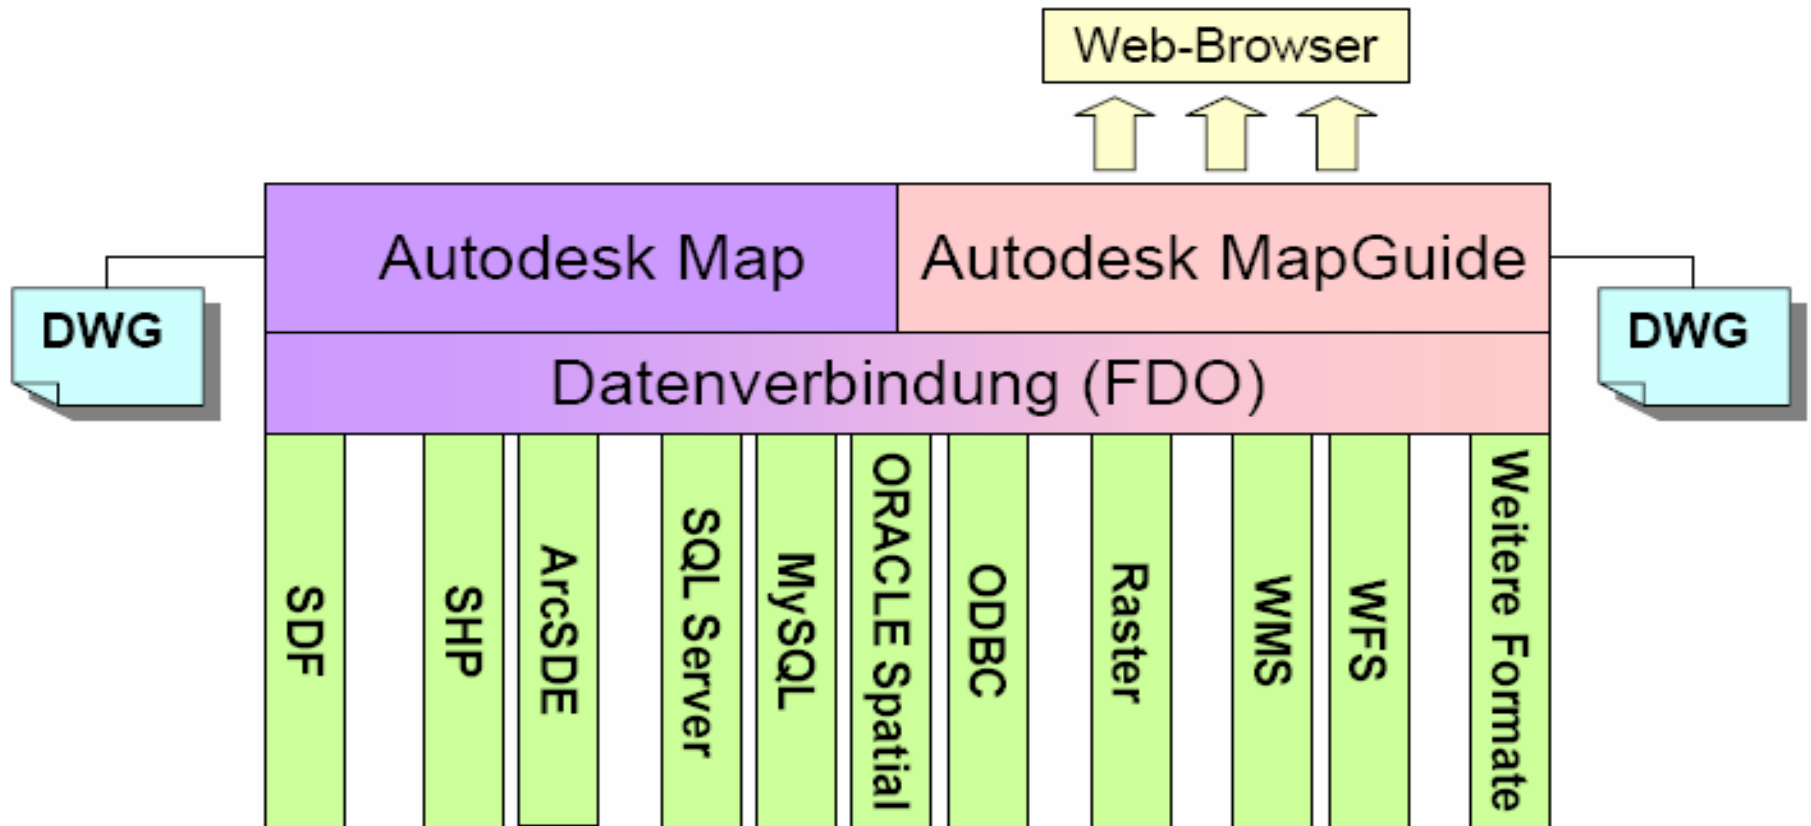 Web-Browser
Autodesk Map
Autodesk MapGuide
DWG
DWG
Datenverbindung (FDO)
SDF
SHP
ArcSDE
SQL Server
MySQL
ORACLE Spatial
ODBC
Raster
WMS
WFS
Weitere Formate